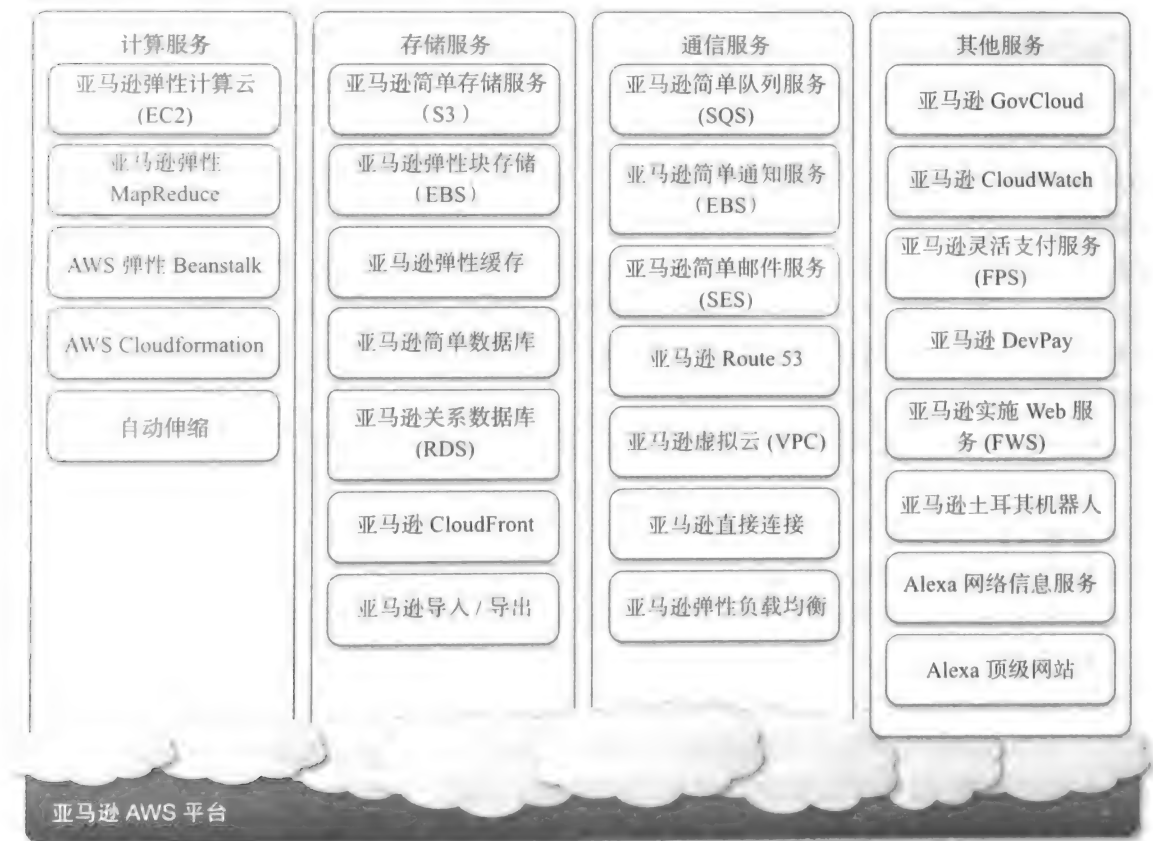 计算服务
亚马逊弹性计算云
(EC2)
亚马逊弹性
MapReduce
AWS 弹性 Beanstalk
AWS Cloudformation
自动伸缩
存储服务
亚马逊简单存储服务
(S3)
亚马逊弹性块存储
(EBS)
亚马逊弹性缓存
亚马逊简单数据库
亚马逊关系数据库
(RDS)
亚马逊 CloudFront
亚马逊导入 / 导出
通信服务
亚马逊简单队列服务
(SQS)
亚马逊简单通知服务
(EBS)
亚马逊简单邮件服务
(SES)
亚马逊 Route 53
亚马逊虚拟云 (VPC)
亚马逊直接连接
亚马逊弹性负载均衡
其他服务
亚马逊 GovCloud
亚马逊 CloudWatch
亚马逊灵活支付服务
(FPS)
亚马逊 DevPay
亚马逊实施 Web 服
务 (FWS)
亚马逊土耳其机器人
Alexa 网络信息服务
Alexa 顶级网站
亚马逊 AWS 平台